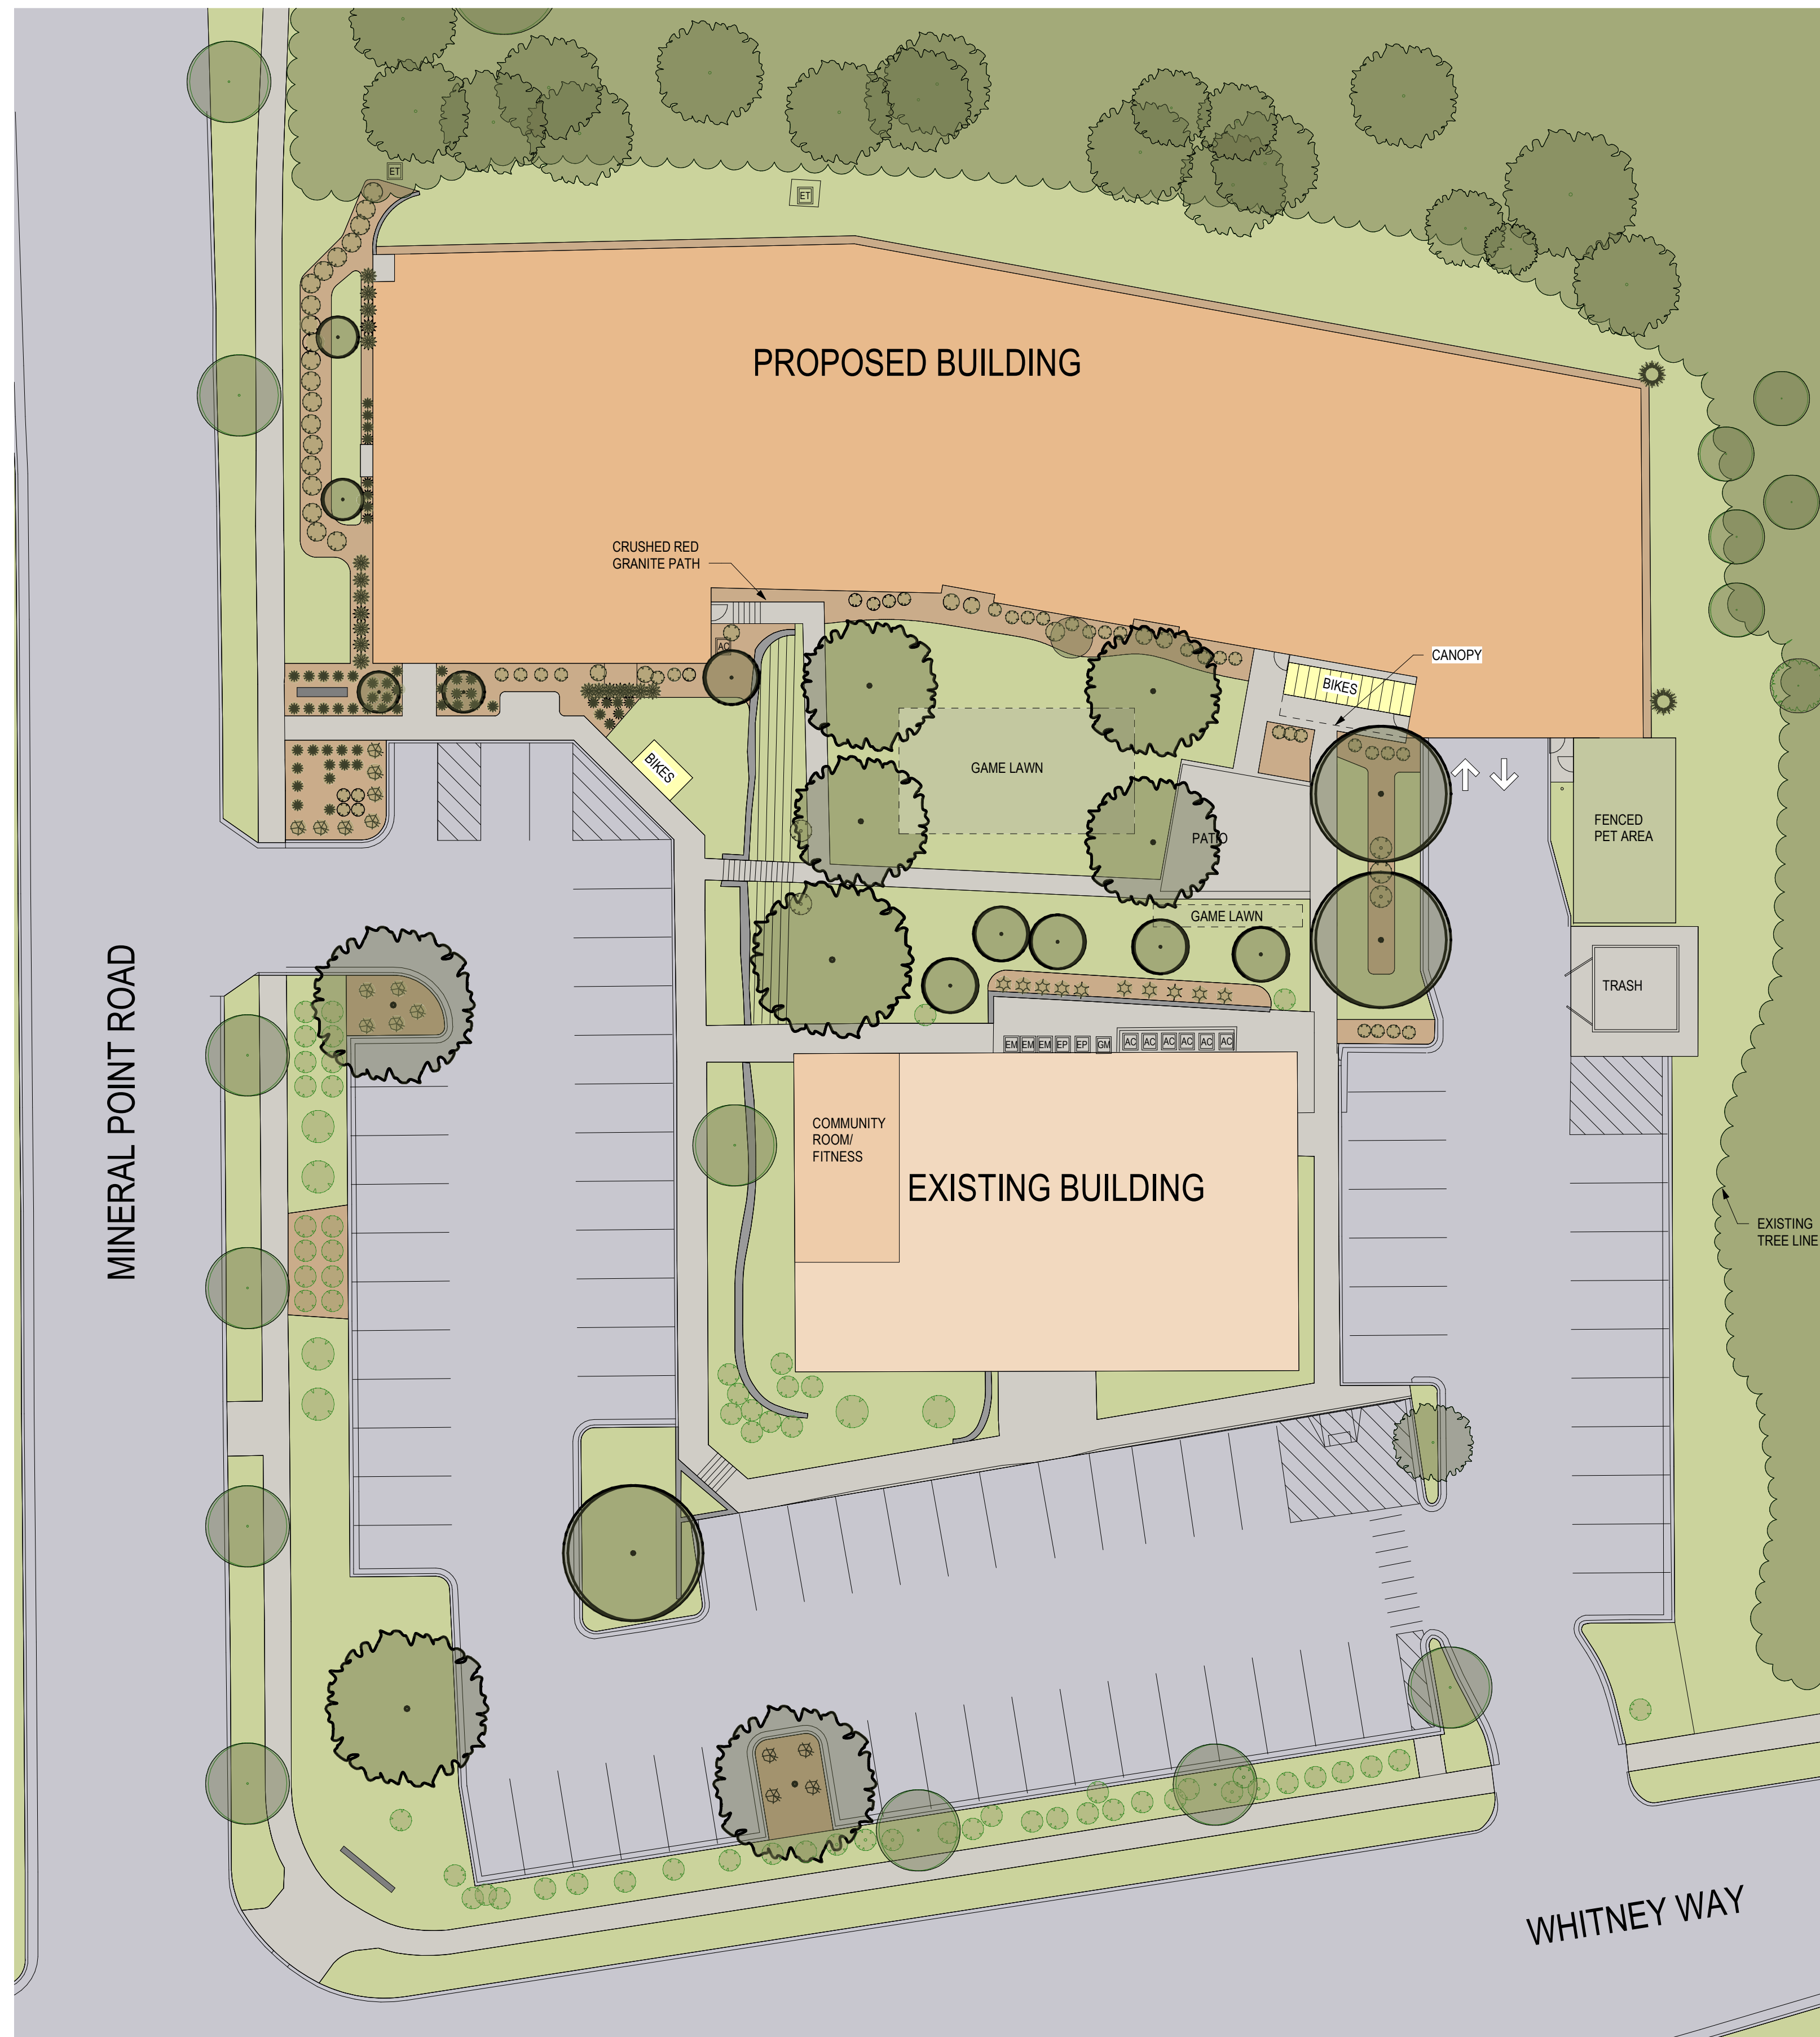 ET
ET
PROPOSED BUILDING
CRUSHED RED
GRANITE PATH
AC
CANOPY
BIKES
BIKES
GAME LAWN
PATIO
FENCED
PET AREA
GAME LAWN
TRASH
MINERAL POINT ROAD
EM EM EM EP EP GM AC AC AC AC AC AC
COMMUNITY
ROOM/
FITNESS
EXISTING BUILDING
EXISTING
TREE LINE
WHITNEY WAY